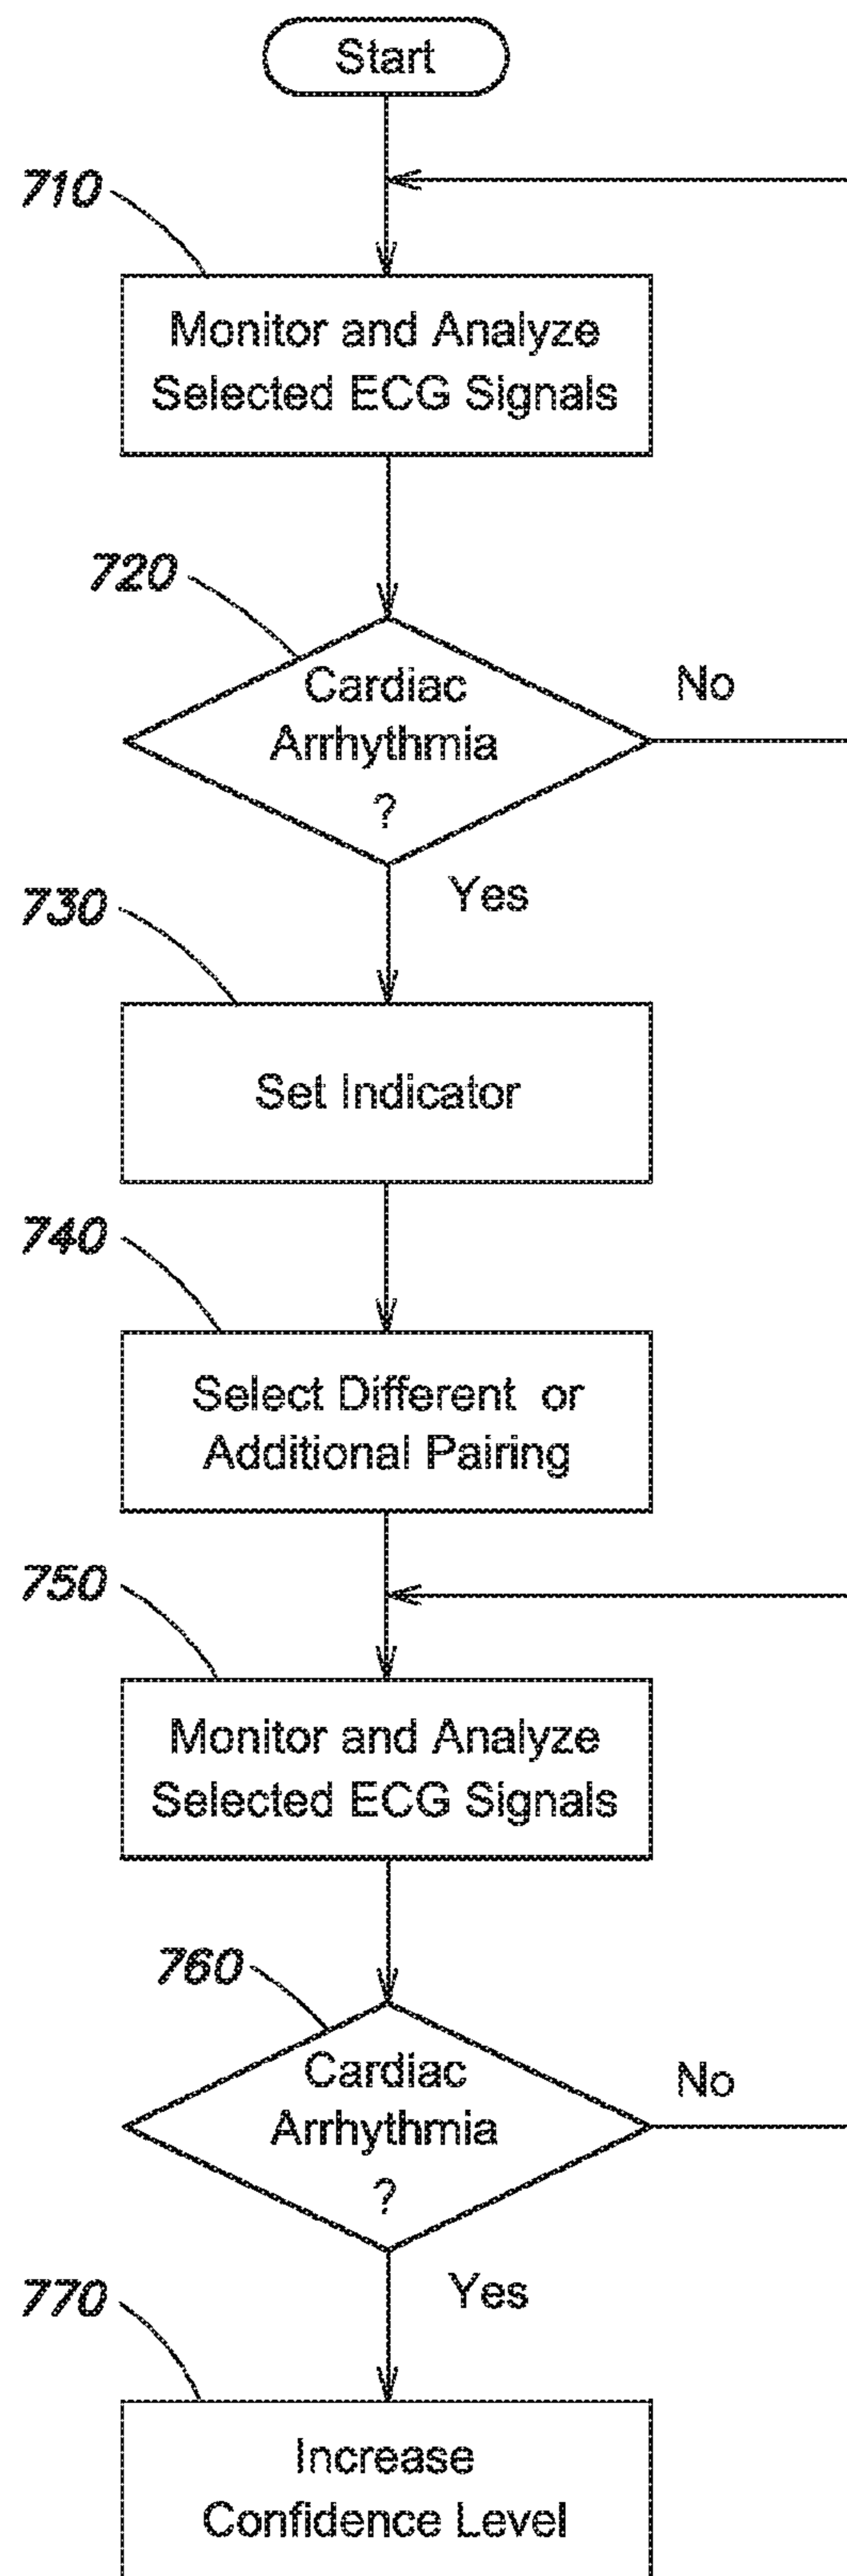 Start
710
Monitor and Analyze
Selected ECG Signals
720
Cardiac
Arrhythmia
?
No
Yes
730
Set Indicator
740
Select Different or
Additional Pairing
750
Monitor and Analyze
Selected ECG Signals
760
Cardiac
Arrhythmia
?
No
Yes
770
Increase
Confidence Level